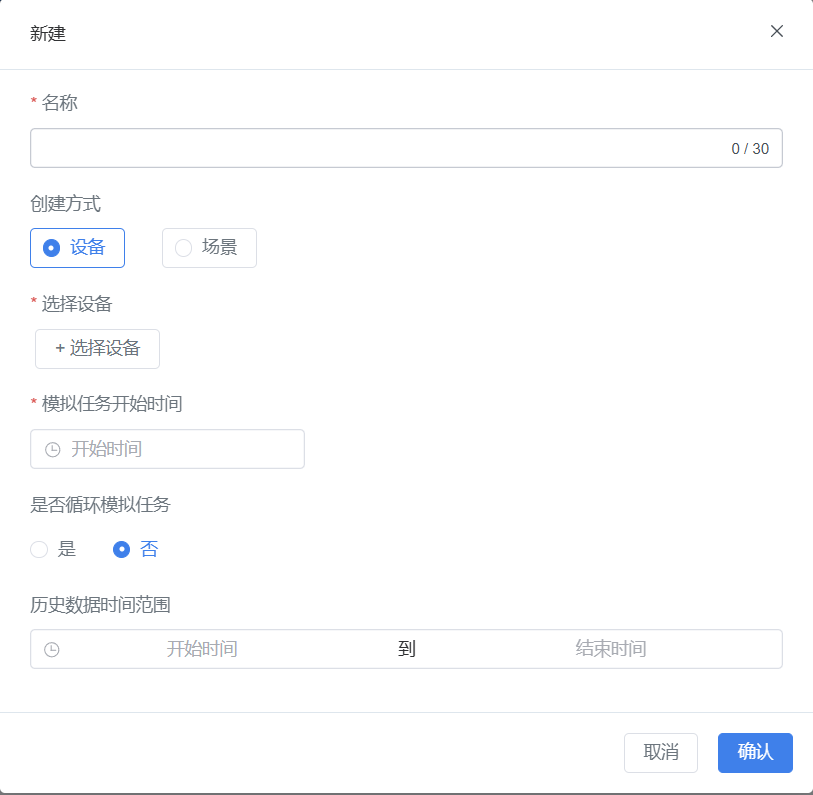 新建
* 名称
0 / 30
创建方式
设备 场景
* 选择设备
+ 选择设备
* 模拟任务开始时间
开始时间
是否循环模拟任务
是 否
历史数据时间范围
开始时间 到 结束时间
取消 确认